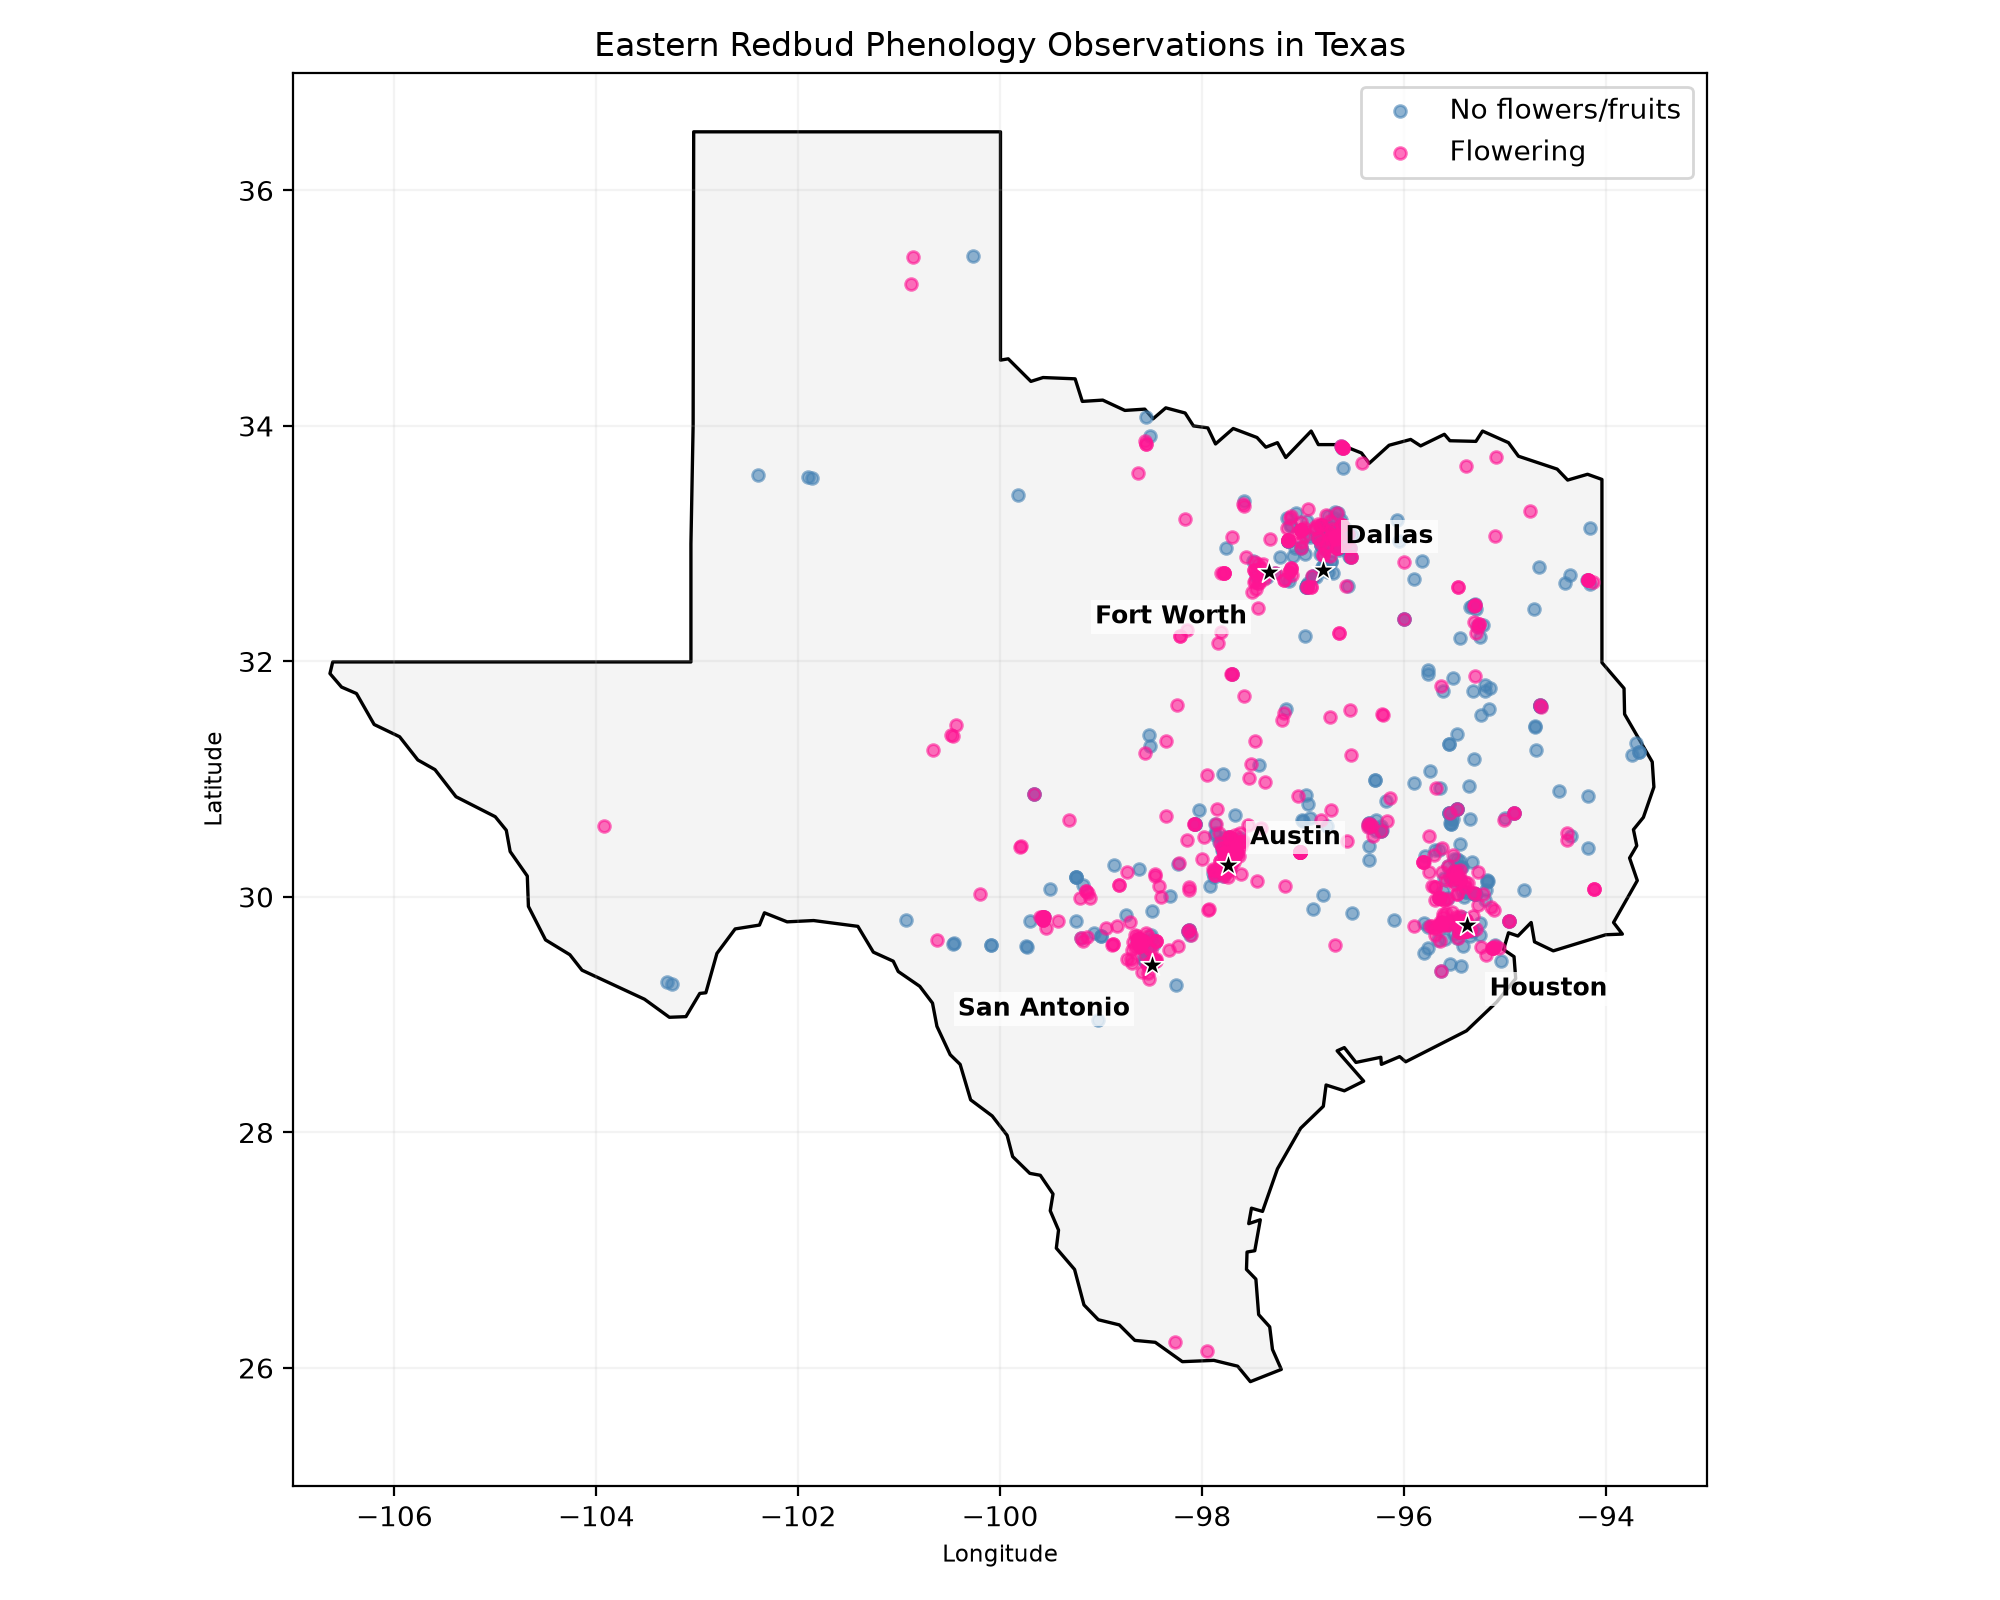 Eastern Redbud Phenology Observations in Texas
No flowers/fruits
Flowering
36
34
32
30
28
26
Latitude
Dallas
Fort Worth
Austin
San Antonio
Houston
−106
−104
−102
−100
−98
−96
−94
Longitude